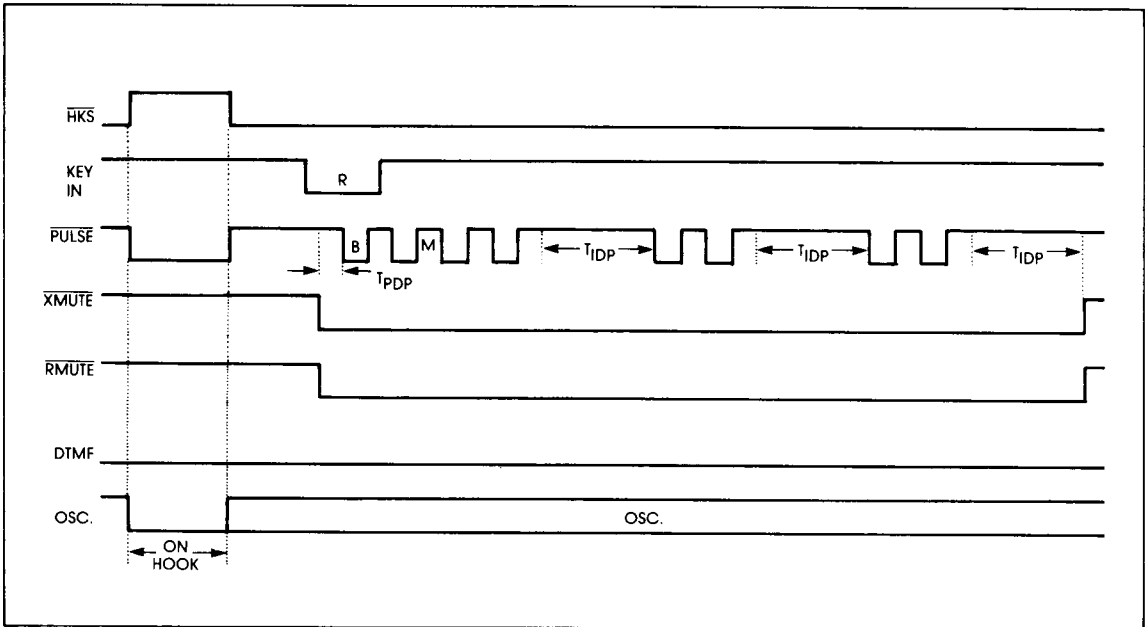 HKS
KEY
IN
R
PULSE
B
M
TIDP
TIDP
TIDP
TPDP
XMUTE
RMUTE
DTMF
OSC.
OSC.
ON
HOOK